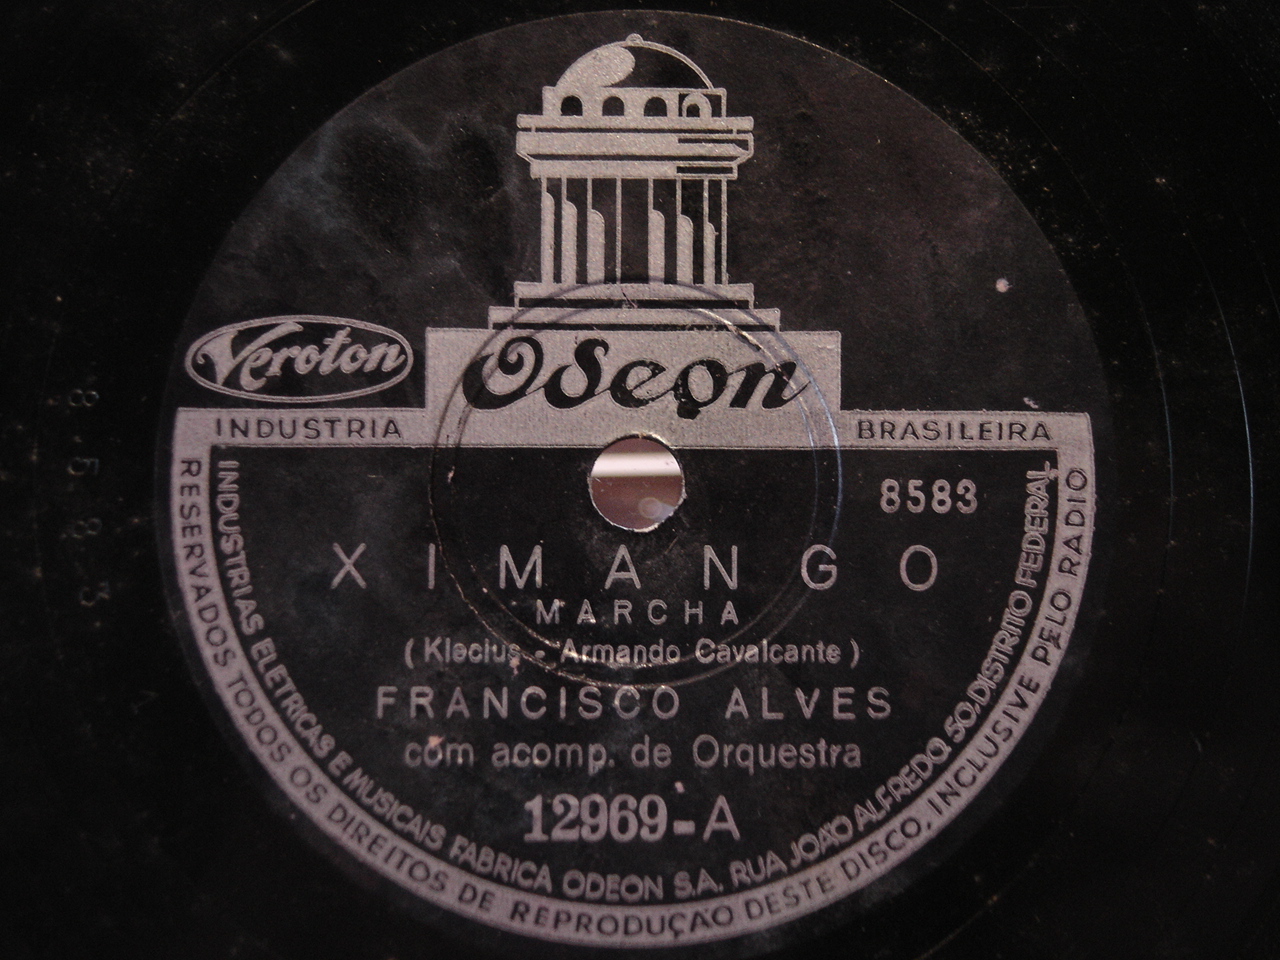 Veroton
Odeon
INDUSTRIA BRASILEIRA
8583
XIMANGO
MARCHA
(Klecius - Armando Cavalcante)
FRANCISCO ALVES
com acomp. de Orquestra
12969-A
INDUSTRIAS ELETRICAS E MUSICAIS FABRICA ODEON S.A. RUA JOÃO ALFREDO, 50, DISTRITO FEDERAL
RESERVADOS TODOS OS DIREITOS DE REPRODUÇÃO DESTE DISCO, INCLUSIVE PELO RADIO
8583